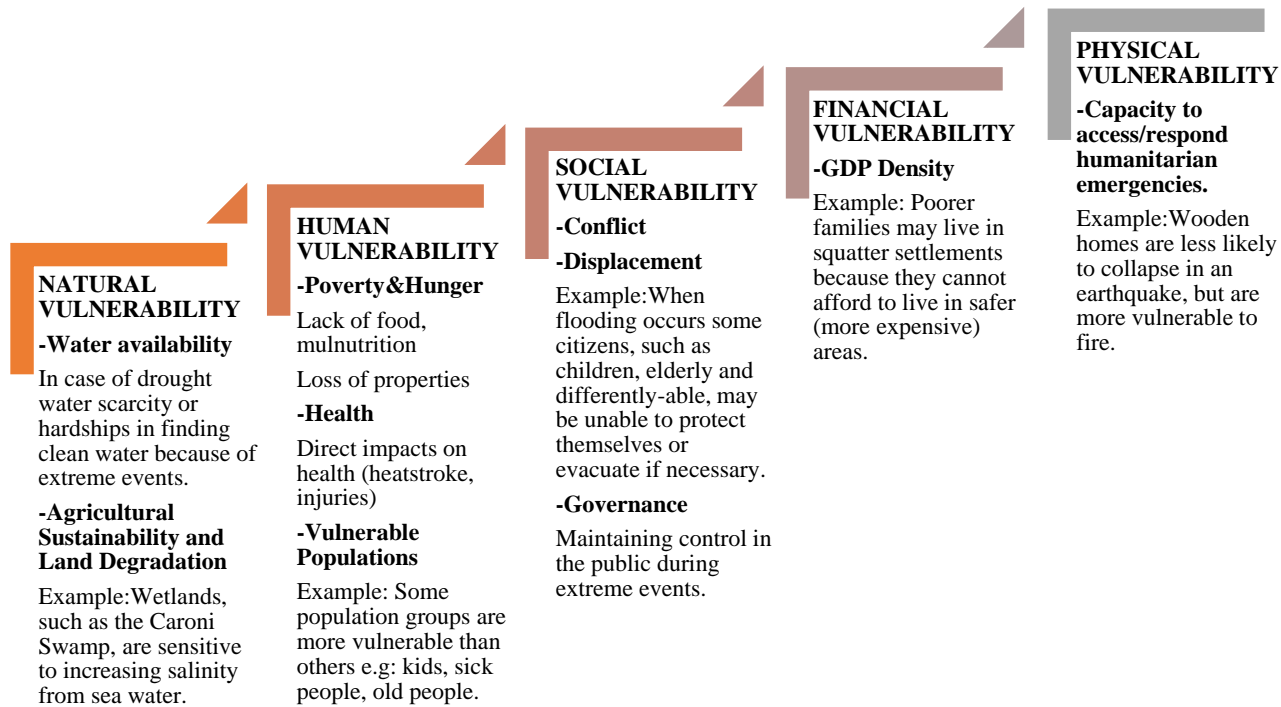 NATURAL
VULNERABILITY
-Water availability
In case of drought
water scarcity or
hardships in finding
clean water because of
extreme events.
-Agricultural
Sustainability and
Land Degradation
Example:Wetlands,
such as the Caroni
Swamp, are sensitive
to increasing salinity
from sea water.
HUMAN
VULNERABILITY
-Poverty&Hunger
Lack of food,
mulnutrition
Loss of properties
-Health
Direct impacts on
health (heatstroke,
injuries)
-Vulnerable
Populations
Example: Some
population groups are
more vulnerable than
others e.g: kids, sick
people, old people.
SOCIAL
VULNERABILITY
-Conflict
-Displacement
Example:When
flooding occurs some
citizens, such as
children, elderly and
differently-able, may
be unable to protect
themselves or
evacuate if necessary.
-Governance
Maintaining control in
the public during
extreme events.
FINANCIAL
VULNERABILITY
-GDP Density
Example: Poorer
families may live in
squatter settlements
because they cannot
afford to live in safer
(more expensive)
areas.
PHYSICAL
VULNERABILITY
-Capacity to
access/respond
humanitarian
emergencies.
Example:Wooden
homes are less likely
to collapse in an
earthquake, but are
more vulnerable to
fire.